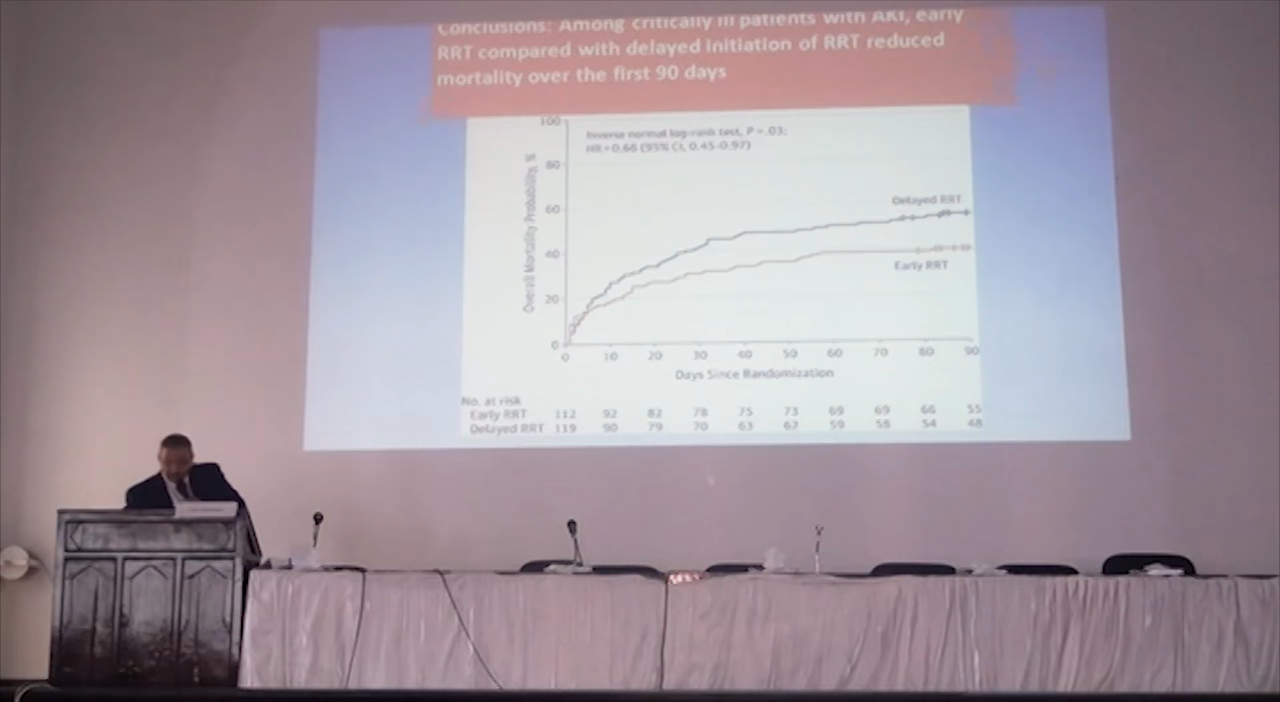 Conclusions: Among critically ill patients with AKI, early
RRT compared with delayed initiation of RRT reduced
mortality over the first 90 days
Inverse normal log-rank test, P = .03;
HR = 0.66 (95% CI, 0.45-0.97)
Overall Mortality Probability, %
100
80
60
40
20
0
Delayed RRT
Early RRT
0 10 20 30 40 50 60 70 80 90
Days Since Randomization
No. at risk
Early RRT 112 92 82 78 75 73 69 69 66 55
Delayed RRT 119 90 79 70 63 62 59 58 54 48